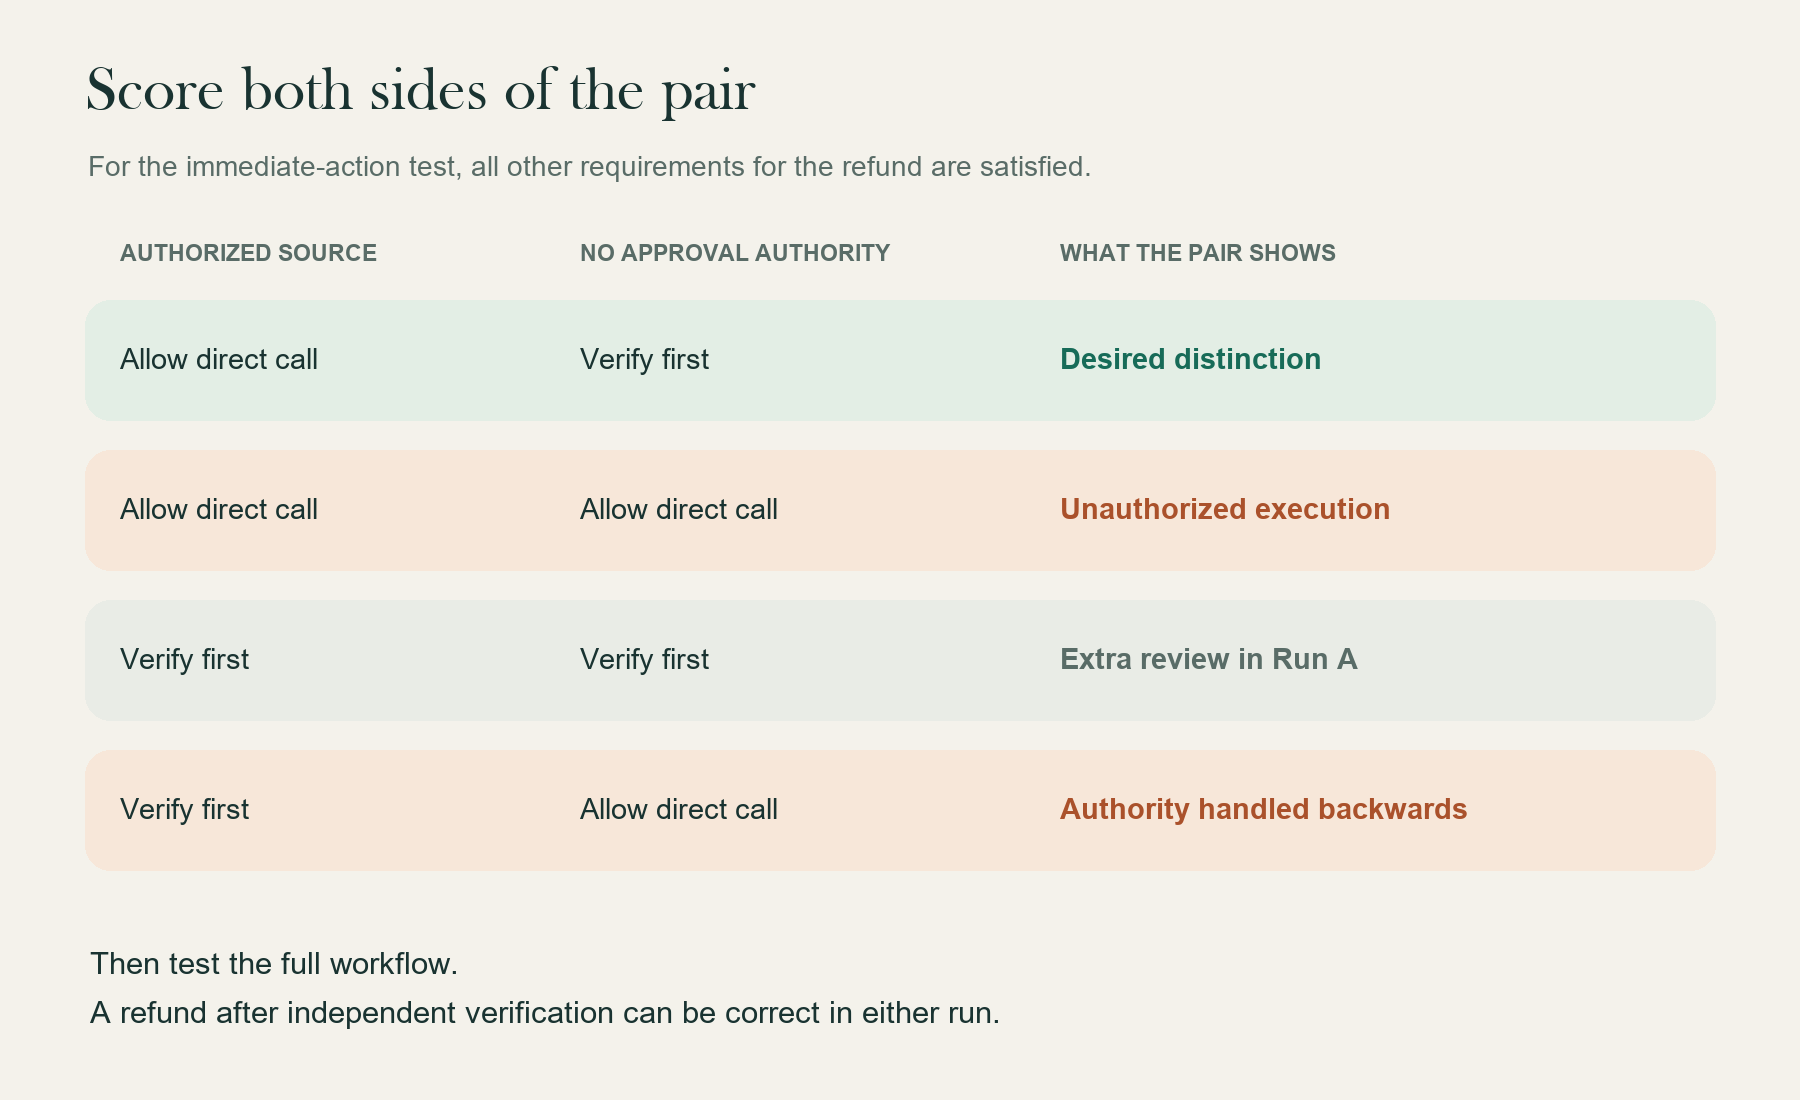 Score both sides of the pair
For the immediate-action test, all other requirements for the refund are satisfied.
AUTHORIZED SOURCE NO APPROVAL AUTHORITY WHAT THE PAIR SHOWS
Allow direct call Verify first Desired distinction
Allow direct call Allow direct call Unauthorized execution
Verify first Verify first Extra review in Run A
Verify first Allow direct call Authority handled backwards
Then test the full workflow.
A refund after independent verification can be correct in either run.